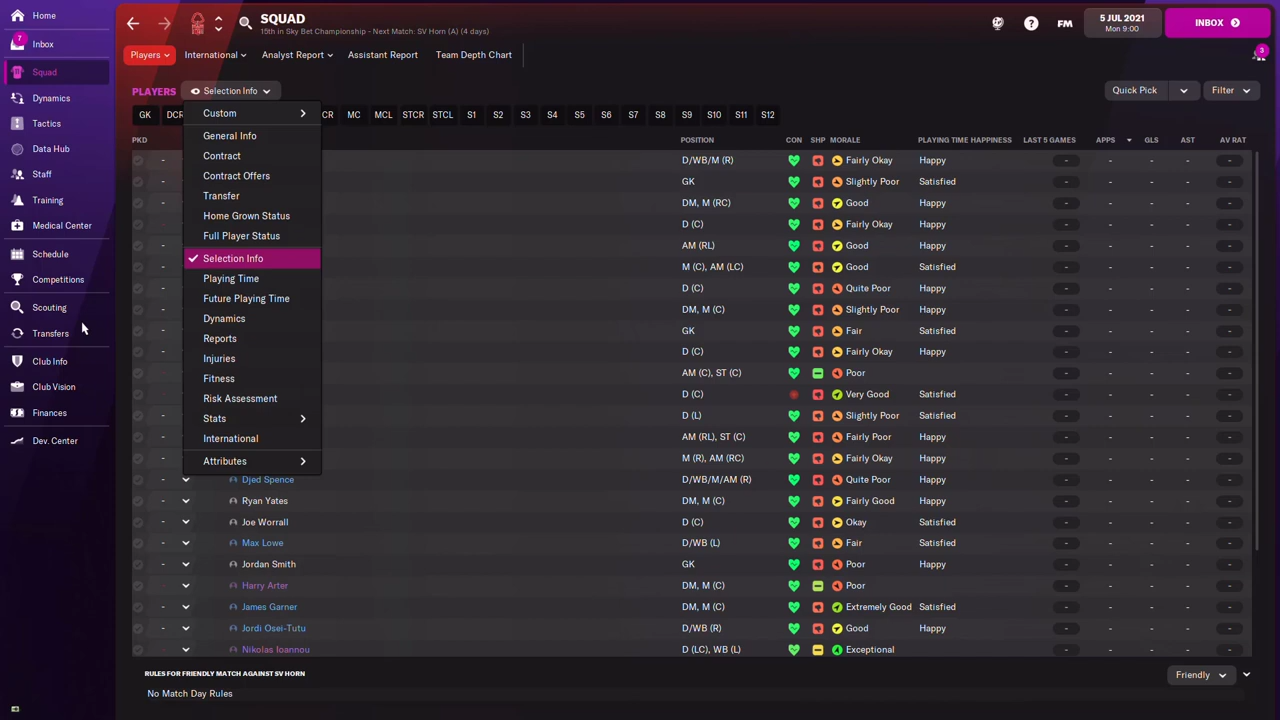 Home
7
Inbox
Squad
Dynamics
Tactics
Data Hub
Staff
Training
Medical Center
Schedule
Competitions
Scouting
Transfers
Club Info
Club Vision
Finances
Dev. Center
SQUAD
15th in Sky Bet Championship - Next Match: SV Horn (A) (4 days)
? FM 5 JUL 2021 INBOX
Mon 9:00
Players International Analyst Report Assistant Report Team Depth Chart
3
PLAYERS Selection Info Quick Pick Filter
GK DCR CR MC MCL STCR STCL S1 S2 S3 S4 S5 S6 S7 S8 S9 S10 S11 S12
Custom
General Info
Contract
Contract Offers
Transfer
Home Grown Status
Full Player Status
Selection Info
Playing Time
Future Playing Time
Dynamics
Reports
Injuries
Fitness
Risk Assessment
Stats
International
Attributes
PKD POSITION CON SHP MORALE PLAYING TIME HAPPINESS LAST 5 GAMES APPS GLS AST AV RAT
- D/WB/M (R) Fairly Okay Happy - - - - -
- GK Slightly Poor Satisfied - - - - -
- DM, M (RC) Good Happy - - - - -
- D (C) Fairly Okay Happy - - - - -
- AM (RL) Good Happy - - - - -
- M (C), AM (LC) Good Satisfied - - - - -
- D (C) Quite Poor Happy - - - - -
- DM, M (C) Slightly Poor Happy - - - - -
- GK Fair Satisfied - - - - -
- D (C) Fairly Okay Happy - - - - -
- AM (C), ST (C) Poor - - - - -
- D (C) Very Good Satisfied - - - - -
- D (L) Slightly Poor Satisfied - - - - -
- AM (RL), ST (C) Fairly Poor Happy - - - - -
- M (R), AM (RC) Fairly Okay Happy - - - - -
- Djed Spence D/WB/M/AM (R) Quite Poor Happy - - - - -
- Ryan Yates DM, M (C) Fairly Good Happy - - - - -
- Joe Worrall D (C) Okay Satisfied - - - - -
- Max Lowe D/WB (L) Fair Satisfied - - - - -
- Jordan Smith GK Poor Happy - - - - -
- Harry Arter DM, M (C) Poor - - - - -
- James Garner DM, M (C) Extremely Good Satisfied - - - - -
- Jordi Osei-Tutu D/WB (R) Good Happy - - - - -
- Nikolas Ioannou D (LC), WB (L) Exceptional - - - - -
RULES FOR FRIENDLY MATCH AGAINST SV HORN Friendly
No Match Day Rules